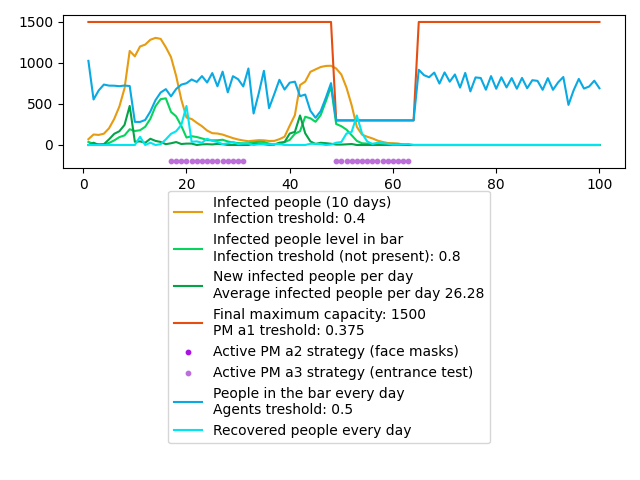 1500
1000
500
0
0 20 40 60 80 100
Infected people (10 days)
Infection treshold: 0.4
Infected people level in bar
Infection treshold (not present): 0.8
New infected people per day
Average infected people per day 26.28
Final maximum capacity: 1500
PM a1 treshold: 0.375
Active PM a2 strategy (face masks)
Active PM a3 strategy (entrance test)
People in the bar every day
Agents treshold: 0.5
Recovered people every day